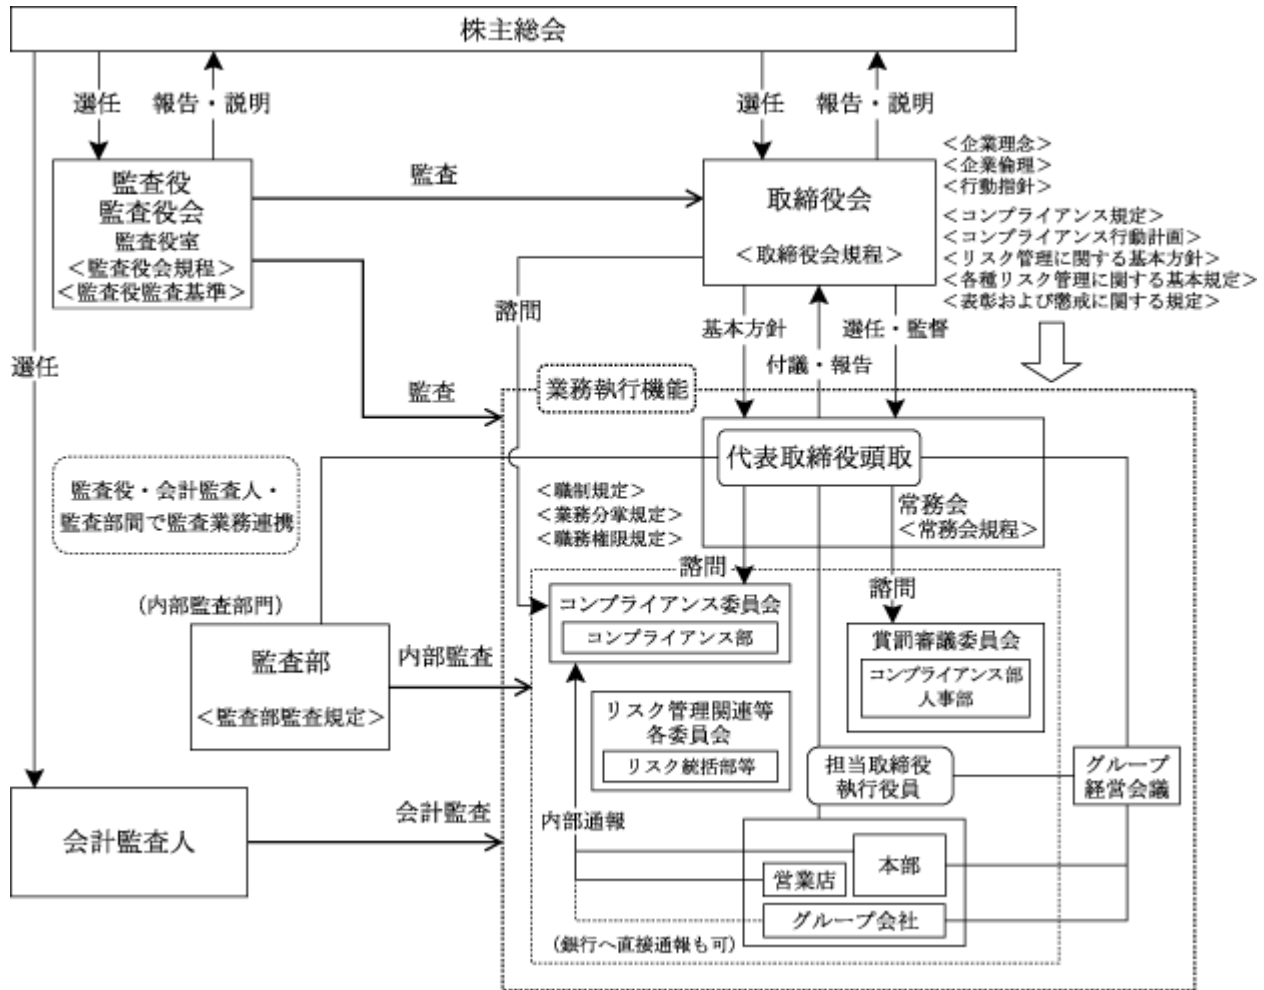 株主総会
選任
報告・説明
選任
報告・説明
監査役
監査役会
監査役室
＜監査役会規程＞
＜監査役監査基準＞
監査
取締役会
＜取締役会規程＞
＜企業理念＞
＜企業倫理＞
＜行動指針＞
＜コンプライアンス規定＞
＜コンプライアンス行動計画＞
＜リスク管理に関する基本方針＞
＜各種リスク管理に関する基本規定＞
＜表彰および懲戒に関する規定＞
諮問
基本方針
選任・監督
付議・報告
選任
監査
業務執行機能
代表取締役頭取
常務会
＜常務会規程＞
監査役・会計監査人・
監査部間で監査業務連携
＜職制規定＞
＜業務分掌規定＞
＜職務権限規定＞
諮問
諮問
(内部監査部門)
監査部
＜監査部監査規定＞
内部監査
コンプライアンス委員会
コンプライアンス部
賞罰審議委員会
コンプライアンス部
人事部
リスク管理関連等
各委員会
リスク統括部等
担当取締役
執行役員
グループ
経営会議
会計監査人
会計監査
内部通報
本部
営業店
グループ会社
(銀行へ直接通報も可)